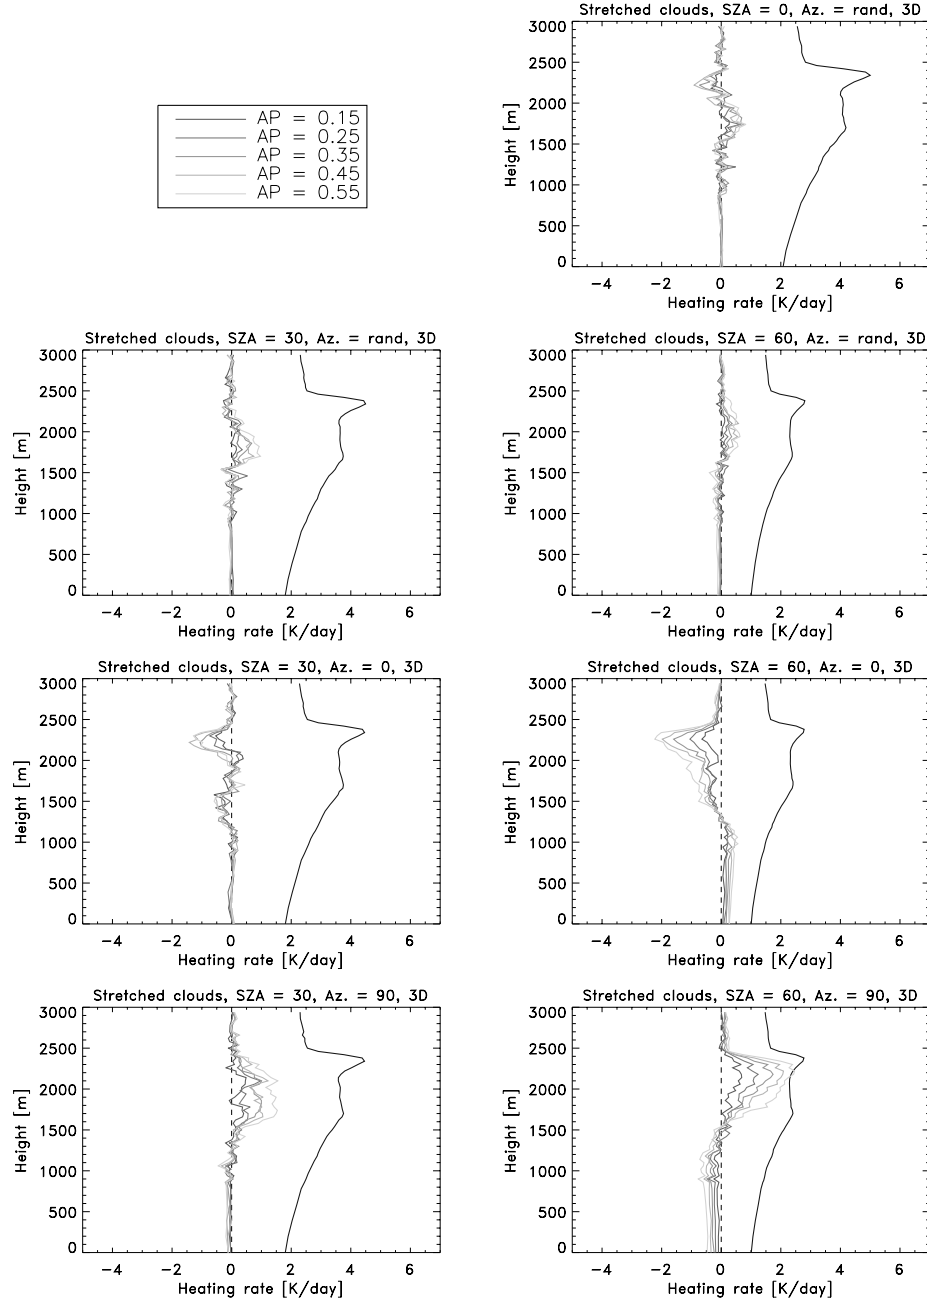 Stretched clouds, SZA = 0, Az. = rand, 3D
AP = 0.15
AP = 0.25
AP = 0.35
AP = 0.45
AP = 0.55
Height [m]
3000
2500
2000
1500
1000
500
0
−4 −2 0 2 4 6
Heating rate [K/day]
Stretched clouds, SZA = 30, Az. = rand, 3D
Height [m]
3000
2500
2000
1500
1000
500
0
−4 −2 0 2 4 6
Heating rate [K/day]
Stretched clouds, SZA = 60, Az. = rand, 3D
Height [m]
3000
2500
2000
1500
1000
500
0
−4 −2 0 2 4 6
Heating rate [K/day]
Stretched clouds, SZA = 30, Az. = 0, 3D
Height [m]
3000
2500
2000
1500
1000
500
0
−4 −2 0 2 4 6
Heating rate [K/day]
Stretched clouds, SZA = 60, Az. = 0, 3D
Height [m]
3000
2500
2000
1500
1000
500
0
−4 −2 0 2 4 6
Heating rate [K/day]
Stretched clouds, SZA = 30, Az. = 90, 3D
Height [m]
3000
2500
2000
1500
1000
500
0
−4 −2 0 2 4 6
Heating rate [K/day]
Stretched clouds, SZA = 60, Az. = 90, 3D
Height [m]
3000
2500
2000
1500
1000
500
0
−4 −2 0 2 4 6
Heating rate [K/day]